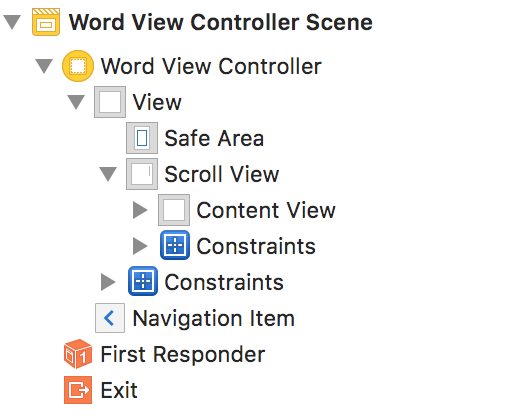 Word View Controller Scene
Word View Controller
View
Safe Area
Scroll View
Content View
Constraints
Constraints
Navigation Item
First Responder
Exit